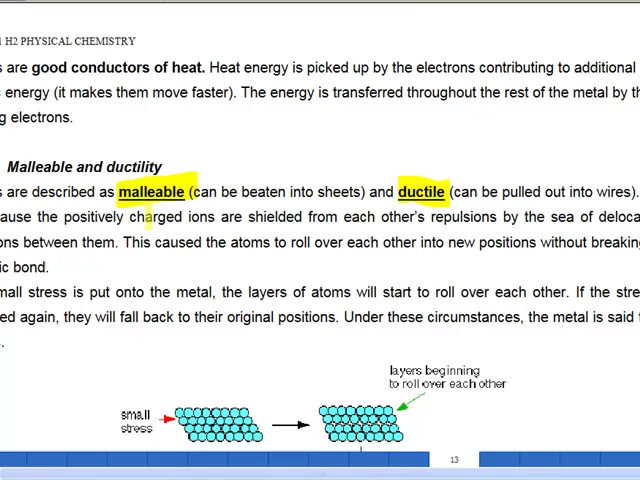 1 H2 PHYSICAL CHEMISTRY
s are good conductors of heat. Heat energy is picked up by the electrons contributing to additional
c energy (it makes them move faster). The energy is transferred throughout the rest of the metal by th
ng electrons.
Malleable and ductility
s are described as malleable (can be beaten into sheets) and ductile (can be pulled out into wires).
ause the positively charged ions are shielded from each other's repulsions by the sea of deloca
ons between them. This caused the atoms to roll over each other into new positions without breaking
ic bond.
mall stress is put onto the metal, the layers of atoms will start to roll over each other. If the stre
ed again, they will fall back to their original positions. Under these circumstances, the metal is said t
c.
layers beginning
to roll over each other
small
stress
13